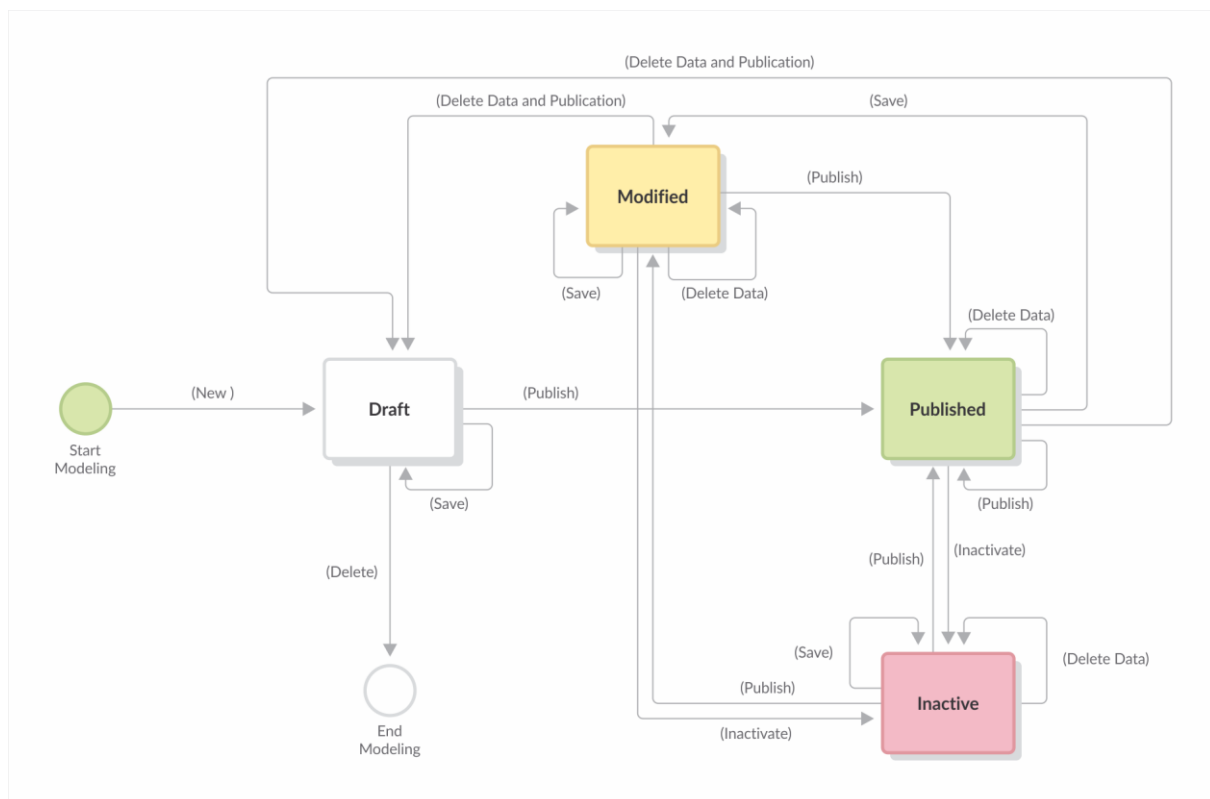 (Delete Data and Publication)
(Delete Data and Publication)
(Save)
Modified
(Publish)
(Save)
(Delete Data)
(Delete Data)
(New )
Draft
(Publish)
Published
Start
Modeling
(Save)
(Publish)
(Publish)
(Inactivate)
(Delete)
(Save)
(Delete Data)
(Publish)
Inactive
(Inactivate)
End
Modeling